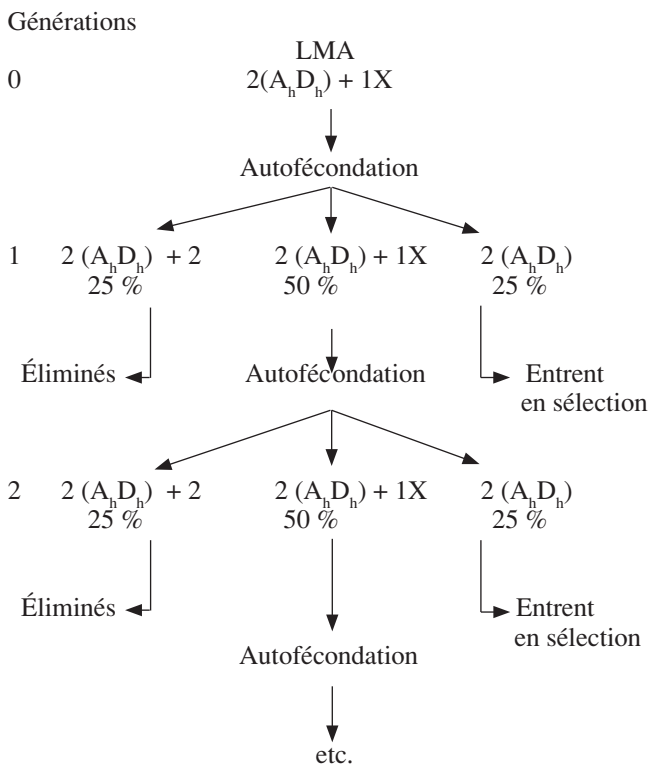 Générations
LMA
0 2(AₕDₕ) + 1X
Autofécondation
1 2 (AₕDₕ) + 2 2 (AₕDₕ) + 1X 2 (AₕDₕ)
25 % 50 % 25 %
Éliminés Autofécondation Entrent
en sélection
2 2 (AₕDₕ) + 2 2 (AₕDₕ) + 1X 2 (AₕDₕ)
25 % 50 % 25 %
Éliminés Entrent
en sélection
Autofécondation
etc.